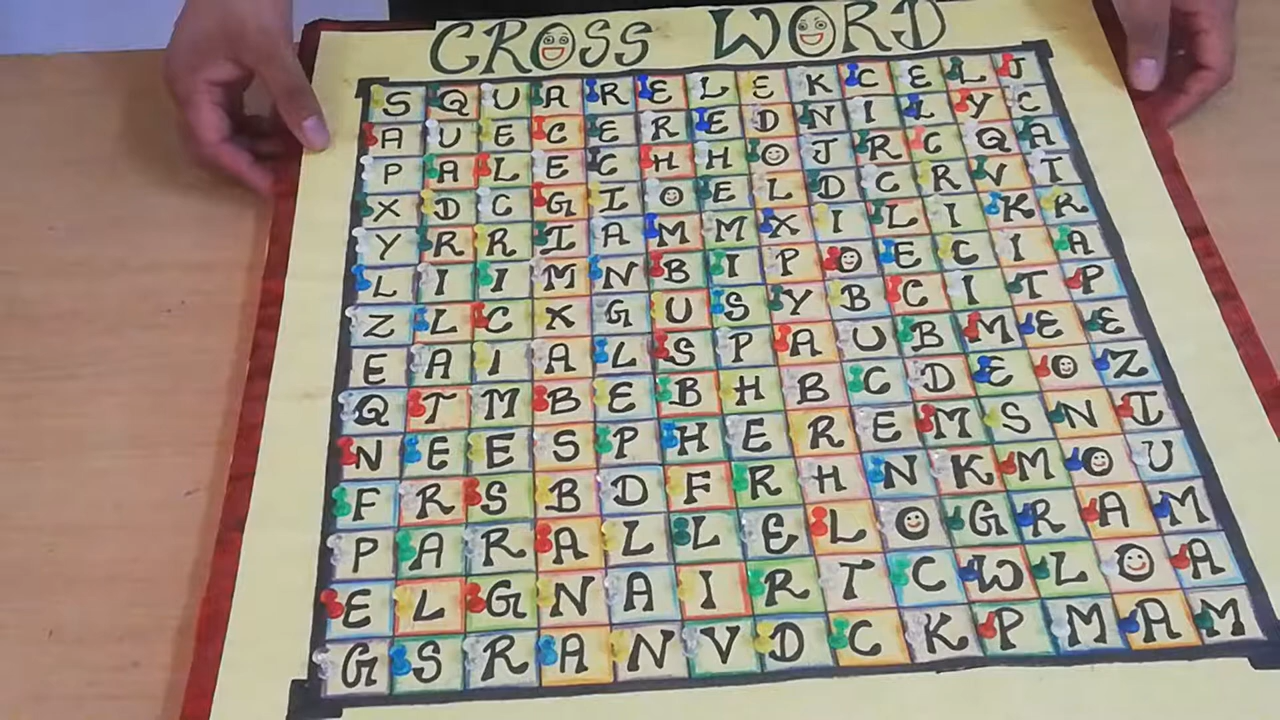 CROSS WORD
S Q U A R E L E K C E L J
A U E C E R E D N I L Y C
P A L E C H H O J R C Q A
X D C G I O E L D C R V T
Y R R I A M M X I L I K R
L I I M N B I P O E C I A
Z L C X G U S Y B C I T P
E A I A L S P A U B M E E
Q T M B E B H B C D E O Z
N E E S P H E R E M S N I
F R S B D F R H N K M O U
P A R A L L E L O G R A M
E L G N A I R T C W L O A
G S R A N V D C K P M A M